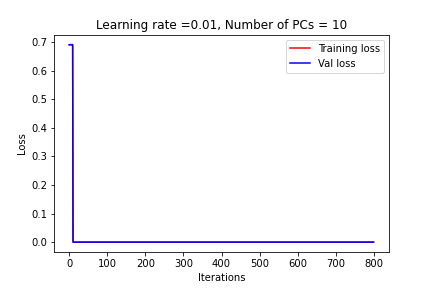 Learning rate =0.01, Number of PCs = 10
Training loss
Val loss
0.7
0.6
0.5
0.4
0.3
0.2
0.1
0.0
Loss
0 100 200 300 400 500 600 700 800
Iterations